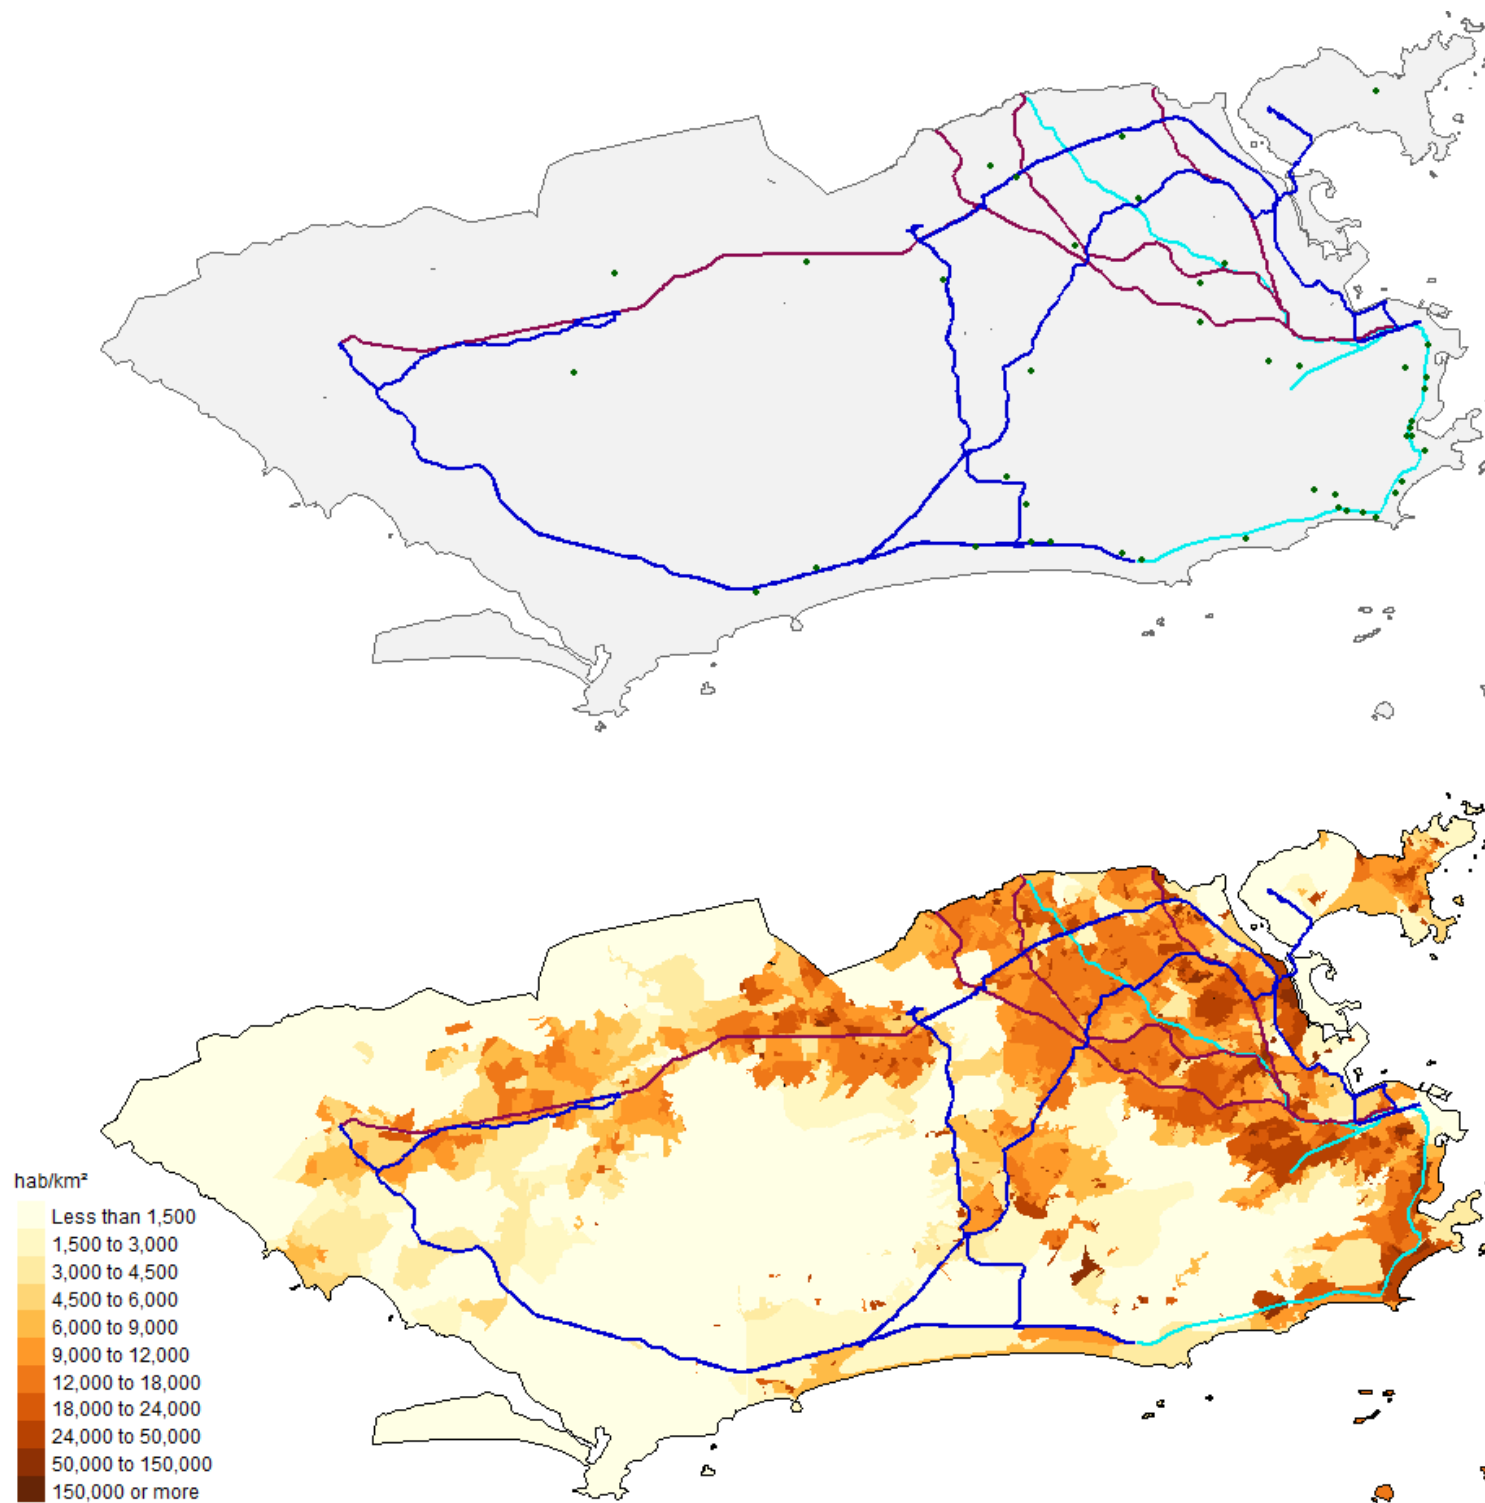 hab/km²
Less than 1,500
1,500 to 3,000
3,000 to 4,500
4,500 to 6,000
6,000 to 9,000
9,000 to 12,000
12,000 to 18,000
18,000 to 24,000
24,000 to 50,000
50,000 to 150,000
150,000 or more